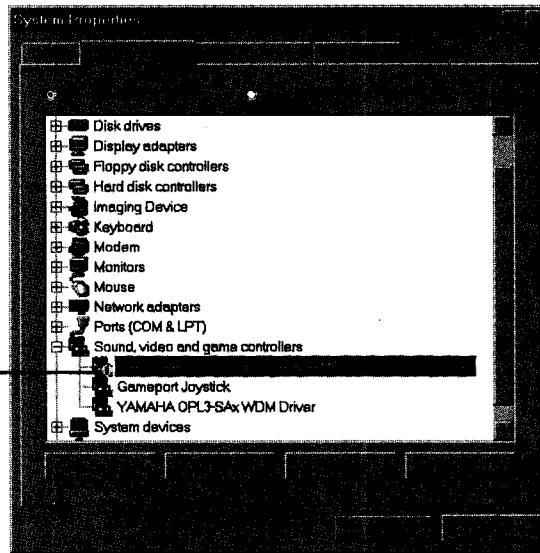 System Properties
Disk drives
Display adapters
Floppy disk controllers
Hard disk controllers
Imaging Device
Keyboard
Modem
Monitors
Mouse
Network adapters
Ports (COM & LPT)
Sound, video and game controllers
Gameport Joystick
YAMAHA OPL3-SAx WDM Driver
System devices